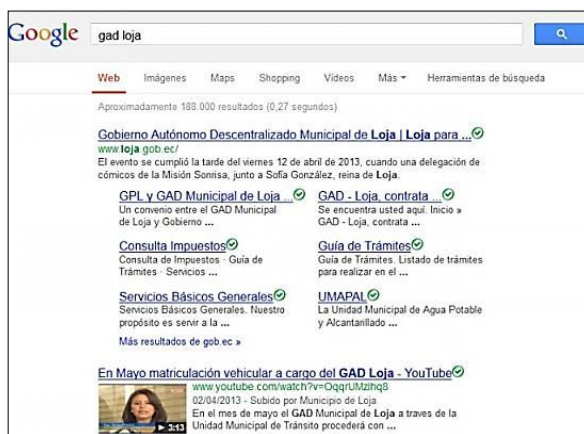 Google gad loja
Web Imágenes Maps Shopping Vídeos Más Herramientas de búsqueda
Aproximadamente 188.000 resultados (0,27 segundos)
Gobierno Autónomo Descentralizado Municipal de Loja | Loja para ...
www.loja.gob.ec/
El evento se cumplió la tarde del viernes 12 de abril de 2013, cuando una delegación de
cómicos de la Misión Sonrisa, junto a Sofía González, reina de Loja.
GPL y GAD Municipal de Loja ...
Un convenio entre el GAD Municipal
de Loja y Gobierno ...
GAD - Loja, contrata ...
Se encuentra usted aquí. Inicio »
GAD - Loja, contrata ...
Consulta Impuestos
Consulta de Impuestos · Guía de
Trámites · Servicios ...
Guía de Trámites
Guía de Trámites. Listado de trámites
para realizar en el ...
Servicios Básicos Generales
Servicios Básicos Generales. Nuestro
propósito es servir a la ...
UMAPAL
La Unidad Municipal de Agua Potable
y Alcantarillado ...
Más resultados de gob.ec »
En Mayo matriculación vehicular a cargo del GAD Loja - YouTube
www.youtube.com/watch?v=OqqrUMzihq8
02/04/2013 - Subido por Municipio de Loja
En el mes de mayo el GAD Municipal de Loja a traves de la
Unidad Municipal de Tránsito procederá con ...
3:13